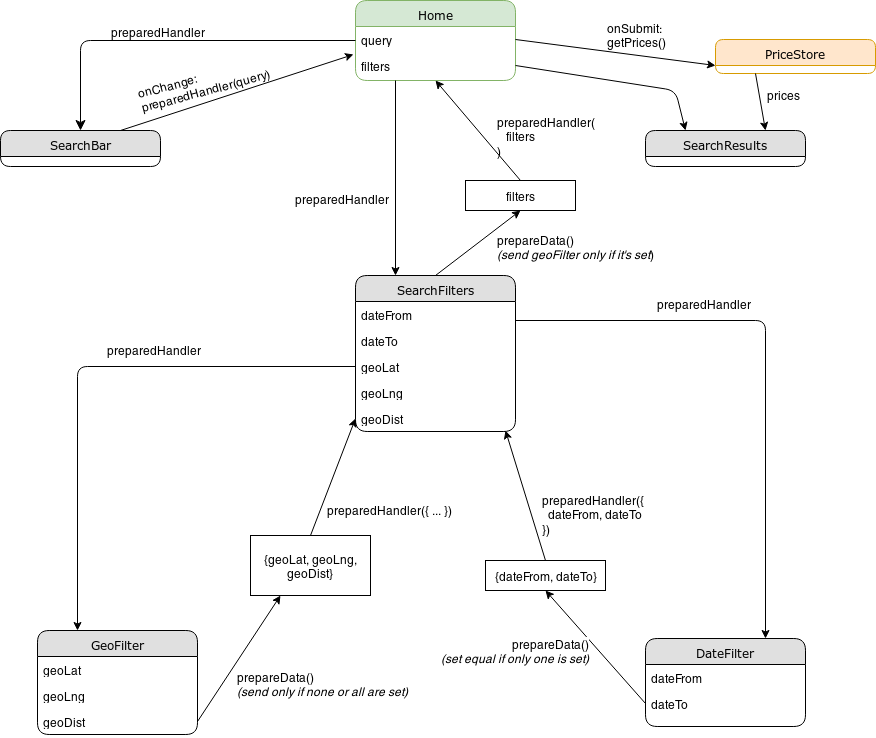 Home
query
filters
preparedHandler
onChange:
preparedHandler(query)
onSubmit:
getPrices()
PriceStore
prices
SearchBar
SearchResults
preparedHandler(
filters
)
preparedHandler
filters
prepareData()
(send geoFilter only if it's set)
SearchFilters
dateFrom
dateTo
geoLat
geoLng
geoDist
preparedHandler
preparedHandler
preparedHandler({ ... })
preparedHandler({
dateFrom, dateTo
})
{geoLat, geoLng,
geoDist}
{dateFrom, dateTo}
GeoFilter
geoLat
geoLng
geoDist
prepareData()
(send only if none or all are set)
prepareData()
(set equal if only one is set)
DateFilter
dateFrom
dateTo